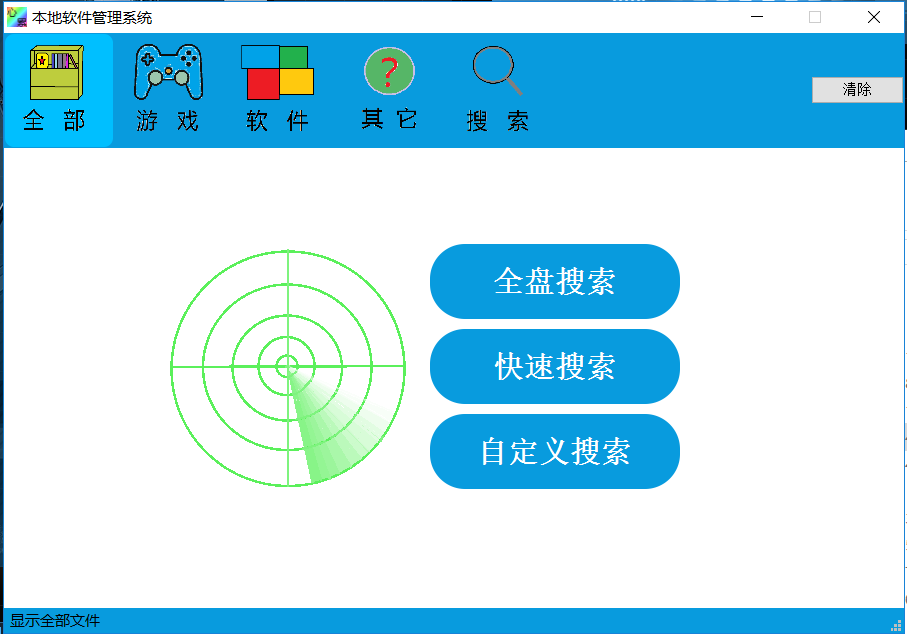 本地软件管理系统
全 部
游 戏
软 件
其 它
搜 索
清除
全盘搜索
快速搜索
自定义搜索
显示全部文件